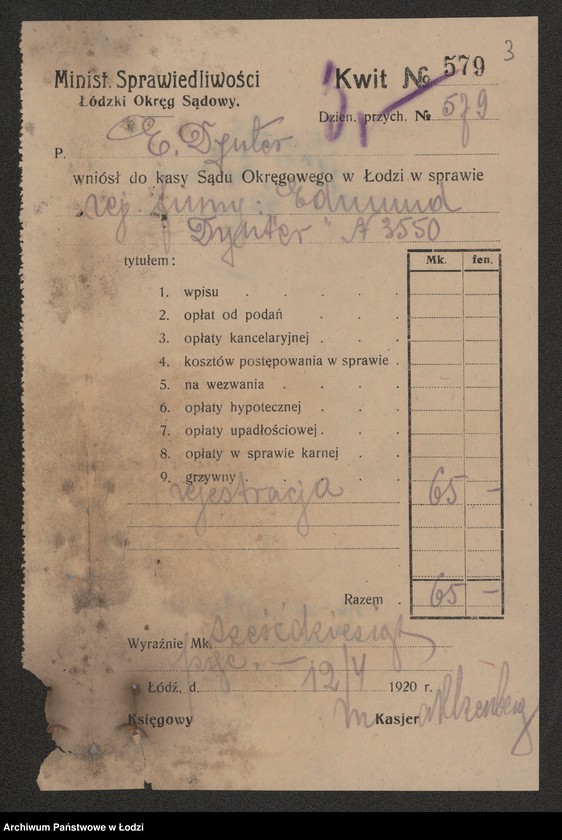 3
Minist. Sprawiedliwości
Łódzki Okręg Sądowy.
Kwit № 579
Dzien. przych. № 579
3,
P. E. Dynter
wniósł do kasy Sądu Okręgowego w Łodzi w sprawie
rej. firmy: "Edmund
Dynter" A 3550
tytułem:
Mk. fen.
1. wpisu
2. opłat od podań
3. opłaty kancelaryjnej
4. kosztów postępowania w sprawie
5. na wezwania
6. opłaty hypotecznej
7. opłaty upadłościowej
8. opłaty w sprawie karnej
9. grzywny
rejestracja 65 -
Razem 65 -
Wyraźnie Mk. sześćdziesiąt
pięć. -
Łódź, d. 12/4 1920 r.
Księgowy Kasjer
Archiwum Państwowe w Łodzi